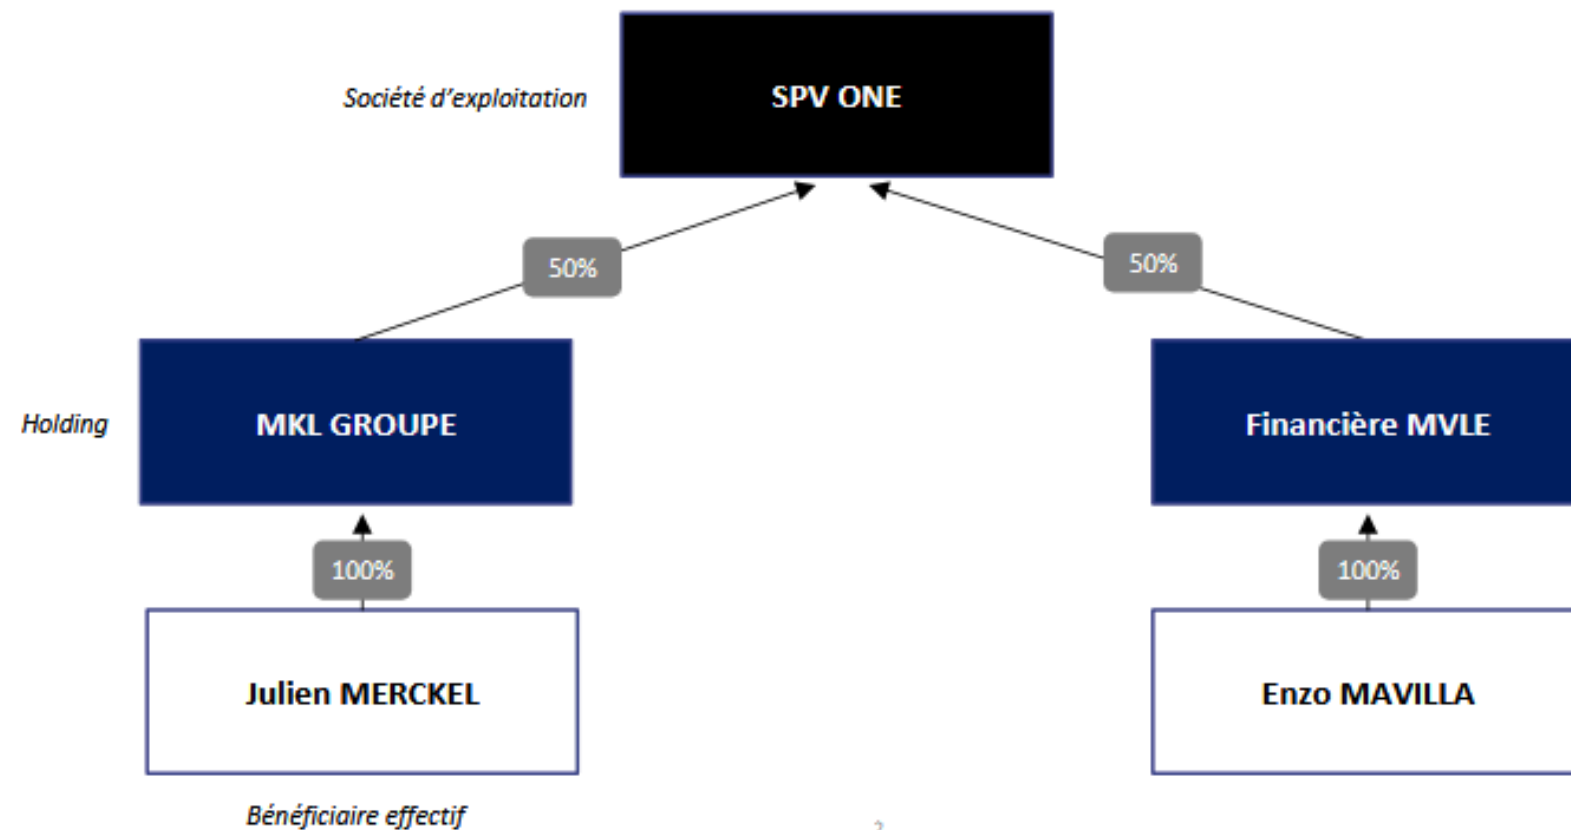 SPV ONE
Société d'exploitation
50%
50%
Holding
MKL GROUPE
Financière MVLE
100%
100%
Julien MERCKEL
Enzo MAVILLA
Bénéficiaire effectif